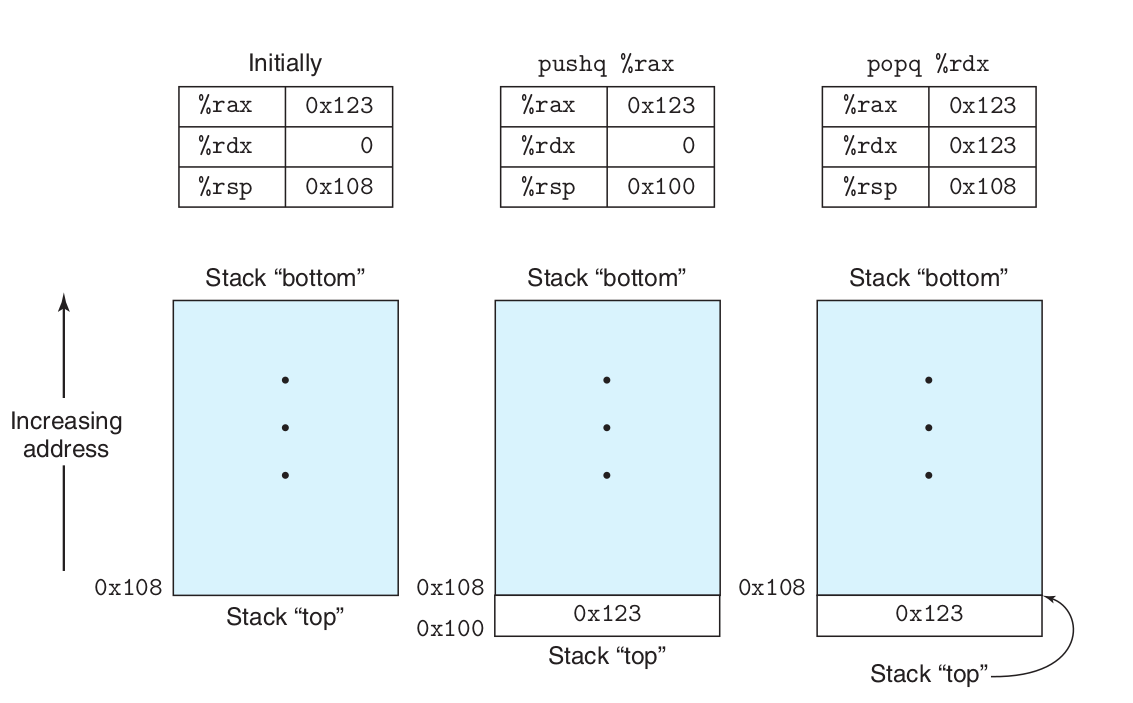 Initially
%rax 0x123
%rdx 0
%rsp 0x108
pushq %rax
%rax 0x123
%rdx 0
%rsp 0x100
popq %rdx
%rax 0x123
%rdx 0x123
%rsp 0x108
Increasing
address
Stack “bottom”
0x108
Stack “top”
Stack “bottom”
0x108
0x123
0x100
Stack “top”
Stack “bottom”
0x108
0x123
Stack “top”